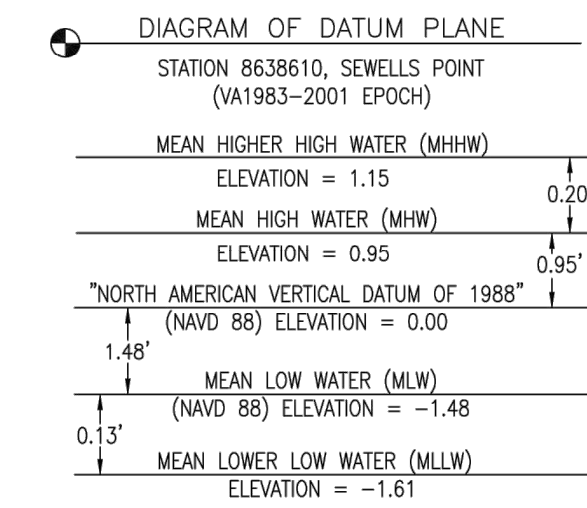 DIAGRAM OF DATUM PLANE
STATION 8638610, SEWELLS POINT
(VA1983-2001 EPOCH)
MEAN HIGHER HIGH WATER (MHHW)
ELEVATION = 1.15
0.20
MEAN HIGH WATER (MHW)
ELEVATION = 0.95
0.95'
"NORTH AMERICAN VERTICAL DATUM OF 1988"
(NAVD 88) ELEVATION = 0.00
1.48'
MEAN LOW WATER (MLW)
(NAVD 88) ELEVATION = -1.48
0.13'
MEAN LOWER LOW WATER (MLLW)
ELEVATION = -1.61